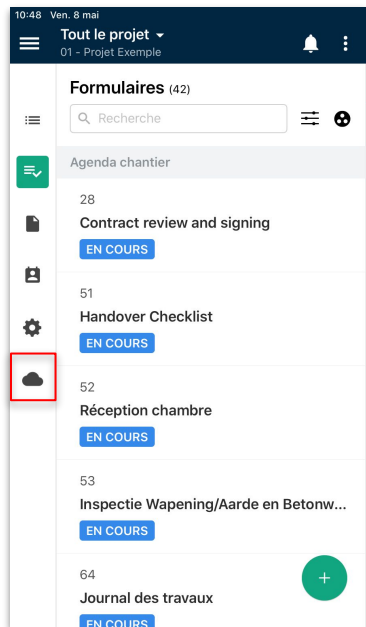 10:48 Ven. 8 mai
Tout le projet
01 - Projet Exemple
Formulaires (42)
Recherche
Agenda chantier
28
Contract review and signing
EN COURS
51
Handover Checklist
EN COURS
52
Réception chambre
EN COURS
53
Inspectie Wapening/Aarde en Betonw...
EN COURS
64
Journal des travaux
EN COURS